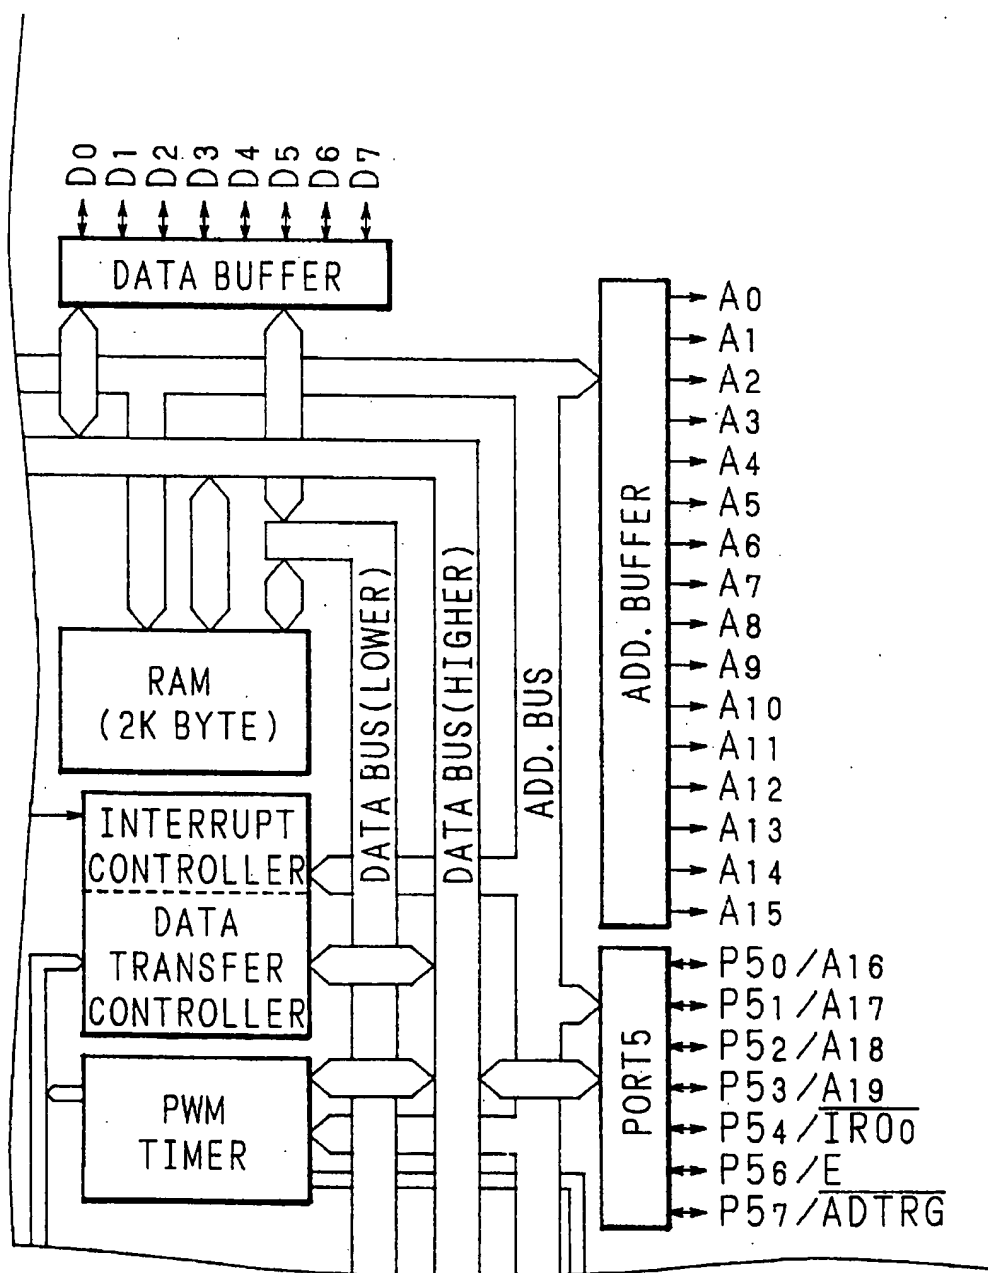 D0 D1 D2 D3 D4 D5 D6 D7
DATA BUFFER
A0
A1
A2
A3
A4
A5
A6
A7
A8
A9
A10
A11
A12
A13
A14
A15
ADD. BUFFER
RAM
(2K BYTE)
DATA BUS(LOWER)
DATA BUS(HIGHER)
ADD. BUS
INTERRUPT
CONTROLLER
DATA
TRANSFER
CONTROLLER
PWM
TIMER
PORT5
P50/A16
P51/A17
P52/A18
P53/A19
P54/IRO0
P56/E
P57/ADTRG